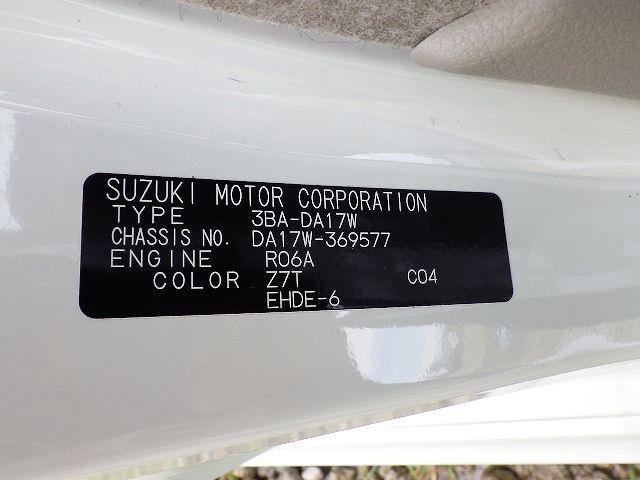 SUZUKI MOTOR CORPORATION
TYPE 3BA-DA17W
CHASSIS NO. DA17W-369577
ENGINE R06A
COLOR Z7T C04
EHDE-6